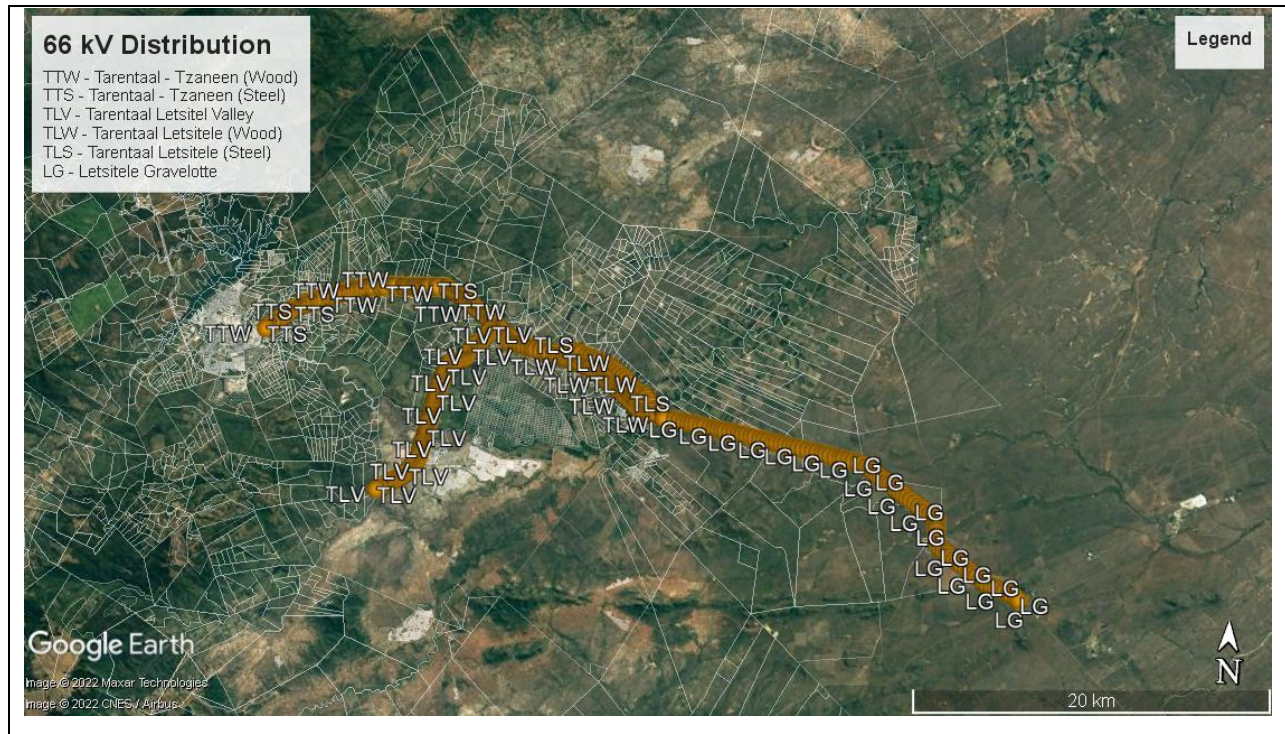 66 kV Distribution
TTW - Tarentaal - Tzaneen (Wood)
TTS - Tarentaal - Tzaneen (Steel)
TLV - Tarentaal Letsitel Valley
TLW - Tarentaal Letsitele (Wood)
TLS - Tarentaal Letsitele (Steel)
LG - Letsitele Gravelotte
Legend
TTW
TTW TTW TTS
TTW
TTS TTS TTW TTW
TTW TTS TLV TLV
TLS
TLV TLV
TLW TLW
TLV TLV TLW TLW
TLV TLW TLS
TLV TLW LG LG
TLV LG LG LG
TLV LG LG LG
TLV TLV LG
TLV TLV LG LG
LG LG
LG
LG
LG
LG LG
LG LG
LG LG
LG
Google Earth
Image © 2022 Maxar Technologies
Image © 2022 CNES / Airbus
N
20 km